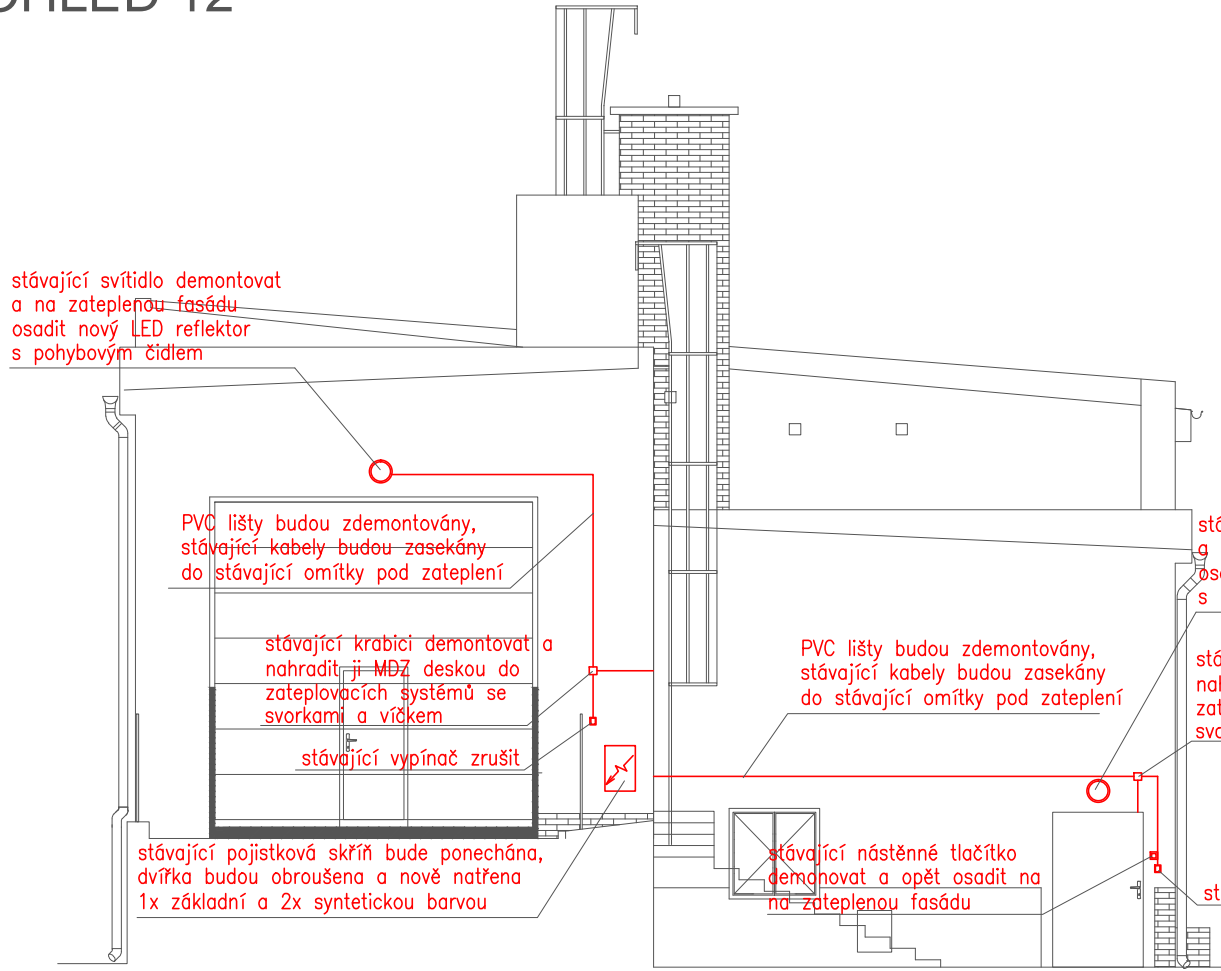 POHLED 12
stávající svítidlo demontovat
a na zateplenou fasádu
osadit nový LED reflektor
s pohybovým čidlem
PVC lišty budou zdemontovány,
stávající kabely budou zasekány
do stávající omítky pod zateplení
stávající krabici demontovat a
nahradit ji MDZ deskou do
zateplovacích systémů se
svorkami a víčkem
stávající vypínač zrušit
PVC lišty budou zdemontovány,
stávající kabely budou zasekány
do stávající omítky pod zateplení
stávající pojistková skříň bude ponechána,
dvířka budou obroušena a nově natřena
1x základní a 2x syntetickou barvou
stávající nástěnné tlačítko
demonovat a opět osadit na
na zateplenou fasádu
a
s